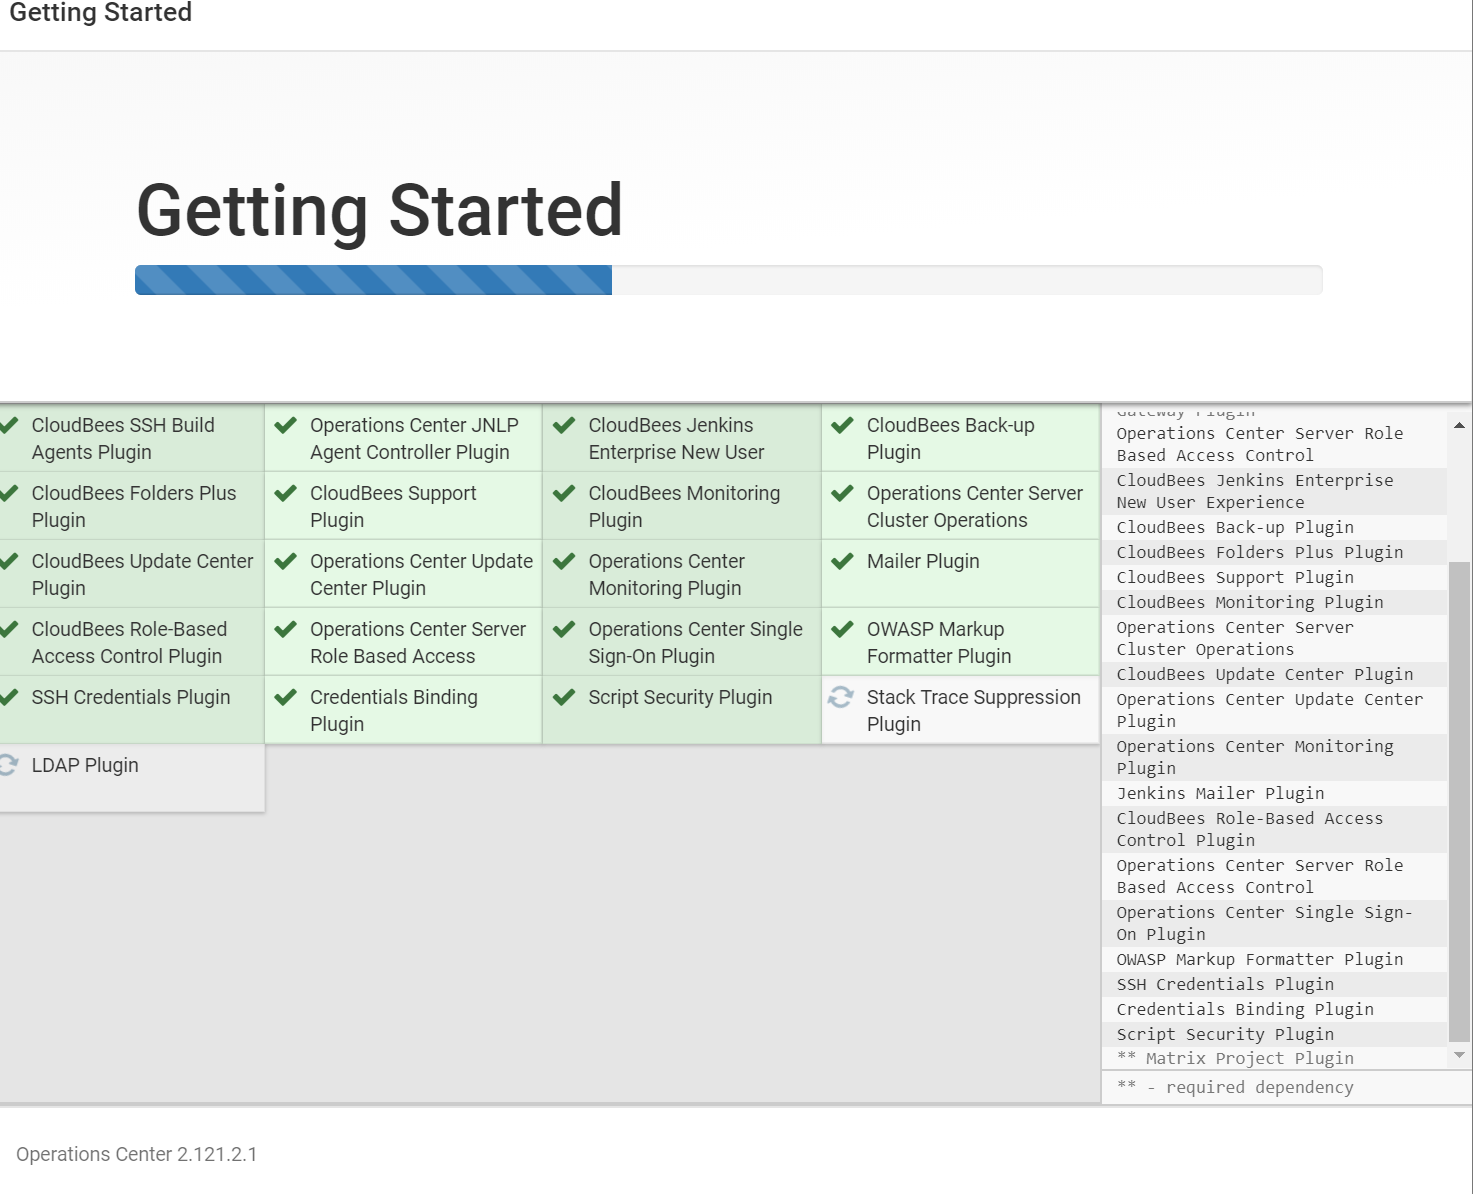 Getting Started
Getting Started
CloudBees SSH Build
Agents Plugin
Operations Center JNLP
Agent Controller Plugin
CloudBees Jenkins
Enterprise New User
CloudBees Back-up
Plugin
CloudBees Folders Plus
Plugin
CloudBees Support
Plugin
CloudBees Monitoring
Plugin
Operations Center Server
Cluster Operations
CloudBees Update Center
Plugin
Operations Center Update
Center Plugin
Operations Center
Monitoring Plugin
Mailer Plugin
CloudBees Role-Based
Access Control Plugin
Operations Center Server
Role Based Access
Operations Center Single
Sign-On Plugin
OWASP Markup
Formatter Plugin
SSH Credentials Plugin
Credentials Binding
Plugin
Script Security Plugin
Stack Trace Suppression
Plugin
LDAP Plugin
Gateway Plugin
Operations Center Server Role
Based Access Control
CloudBees Jenkins Enterprise
New User Experience
CloudBees Back-up Plugin
CloudBees Folders Plus Plugin
CloudBees Support Plugin
CloudBees Monitoring Plugin
Operations Center Server
Cluster Operations
CloudBees Update Center Plugin
Operations Center Update Center
Plugin
Operations Center Monitoring
Plugin
Jenkins Mailer Plugin
CloudBees Role-Based Access
Control Plugin
Operations Center Server Role
Based Access Control
Operations Center Single Sign-
On Plugin
OWASP Markup Formatter Plugin
SSH Credentials Plugin
Credentials Binding Plugin
Script Security Plugin
** Matrix Project Plugin
** - required dependency
Operations Center 2.121.2.1